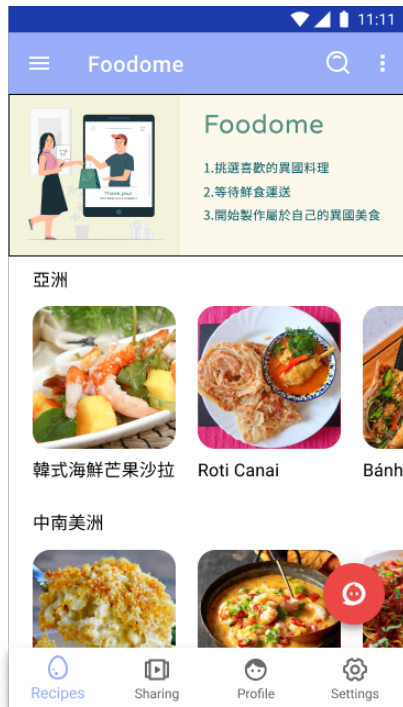 11:11
Foodome
Foodome
Thank you!
1.挑選喜歡的異國料理
2.等待鮮食運送
3.開始製作屬於自己的異國美食
亞洲
韓式海鮮芒果沙拉
Roti Canai
Bánh
中南美洲
Recipes
Sharing
Profile
Settings